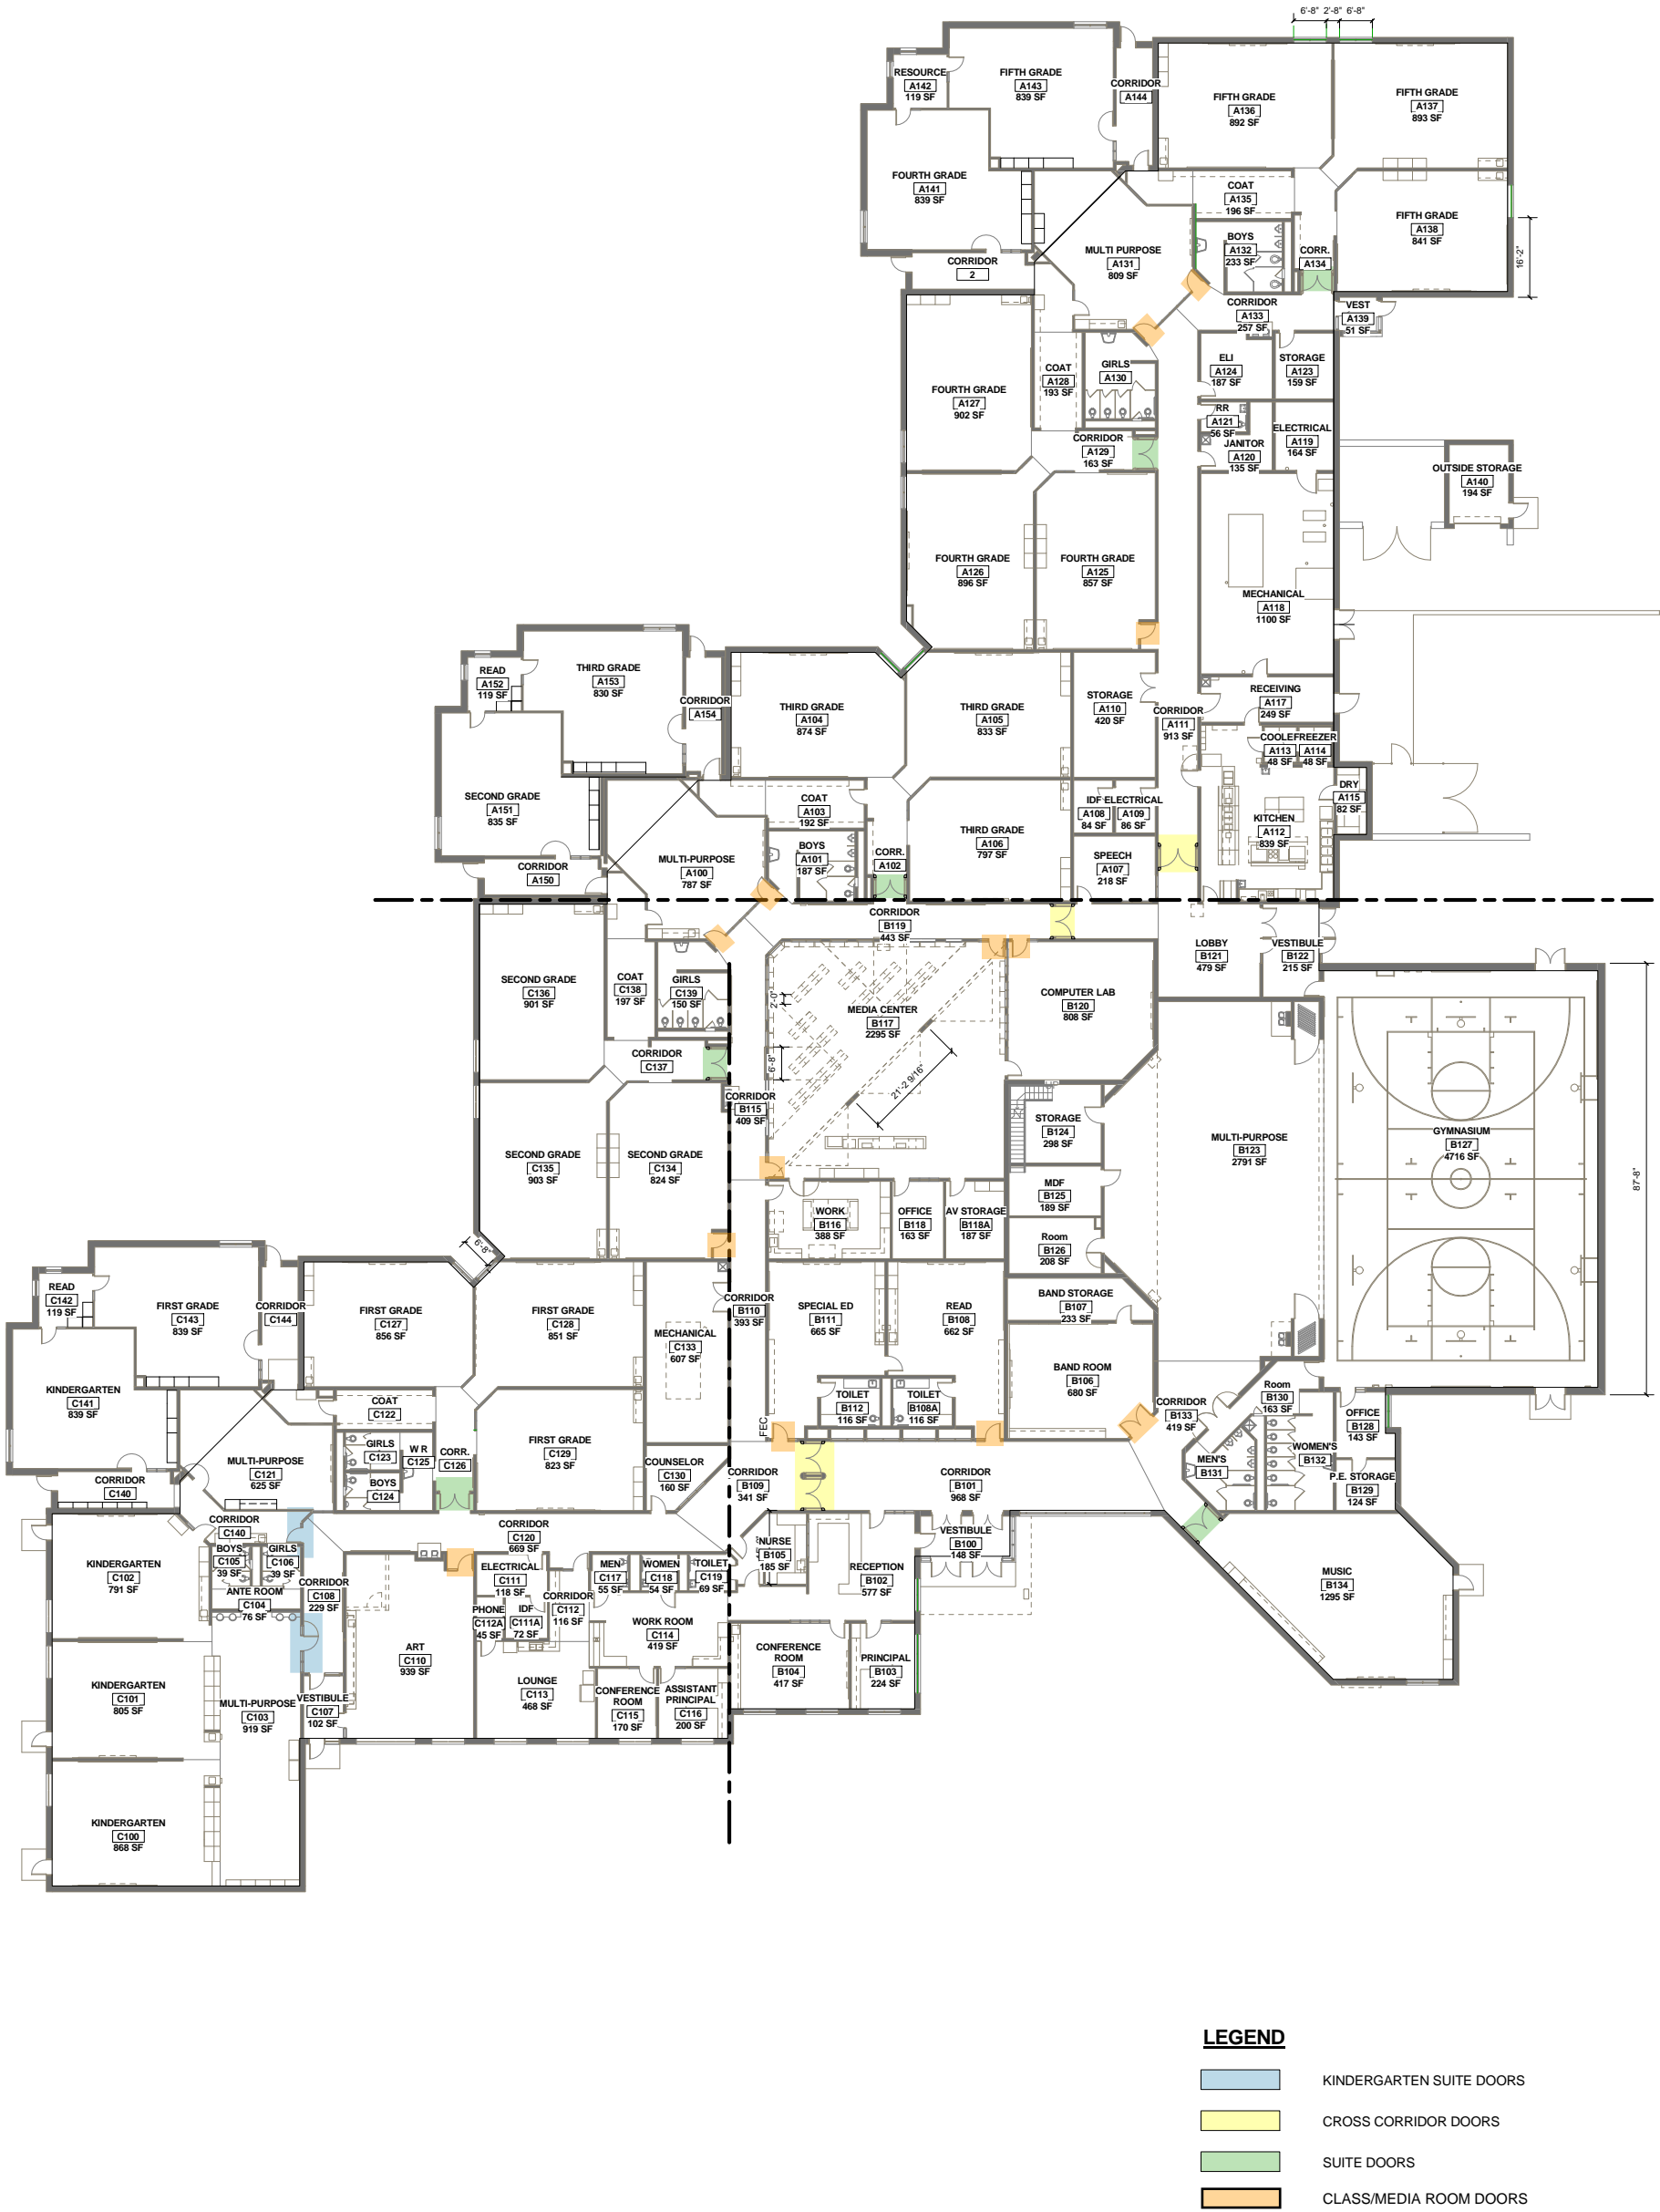 6'-8" 2'-8" 6'-8"
RESOURCE
A142
119 SF
FIFTH GRADE
A143
839 SF
CORRIDOR
A144
FIFTH GRADE
A136
892 SF
FIFTH GRADE
A137
893 SF
FOURTH GRADE
A141
839 SF
COAT
A135
196 SF
FIFTH GRADE
A138
841 SF
MULTI PURPOSE
A131
809 SF
BOYS
A132
233 SF
CORR.
A134
16'-2"
CORRIDOR
2
CORRIDOR
A133
257 SF
VEST
A139
51 SF
FOURTH GRADE
A127
902 SF
COAT
A128
193 SF
GIRLS
A130
ELI
A124
187 SF
STORAGE
A123
159 SF
RR
A121
56 SF
JANITOR
A120
135 SF
ELECTRICAL
A119
164 SF
CORRIDOR
A129
163 SF
OUTSIDE STORAGE
A140
194 SF
FOURTH GRADE
A126
896 SF
FOURTH GRADE
A125
857 SF
MECHANICAL
A118
1100 SF
READ
A152
119 SF
THIRD GRADE
A153
830 SF
CORRIDOR
A154
THIRD GRADE
A104
874 SF
THIRD GRADE
A105
833 SF
STORAGE
A110
420 SF
CORRIDOR
A111
913 SF
RECEIVING
A117
249 SF
COOLEFREEZER
A113
48 SF
A114
48 SF
SECOND GRADE
A151
835 SF
COAT
A103
192 SF
IDF
A108
84 SF
ELECTRICAL
A109
86 SF
DRY
A115
82 SF
KITCHEN
A112
839 SF
THIRD GRADE
A106
797 SF
BOYS
A101
187 SF
CORR.
A102
SPEECH
A107
218 SF
MULTI-PURPOSE
A100
787 SF
CORRIDOR
A150
CORRIDOR
B119
443 SF
LOBBY
B121
479 SF
VESTIBULE
B122
215 SF
SECOND GRADE
C136
901 SF
COAT
C138
197 SF
GIRLS
C139
150 SF
2'-0"
MEDIA CENTER
B117
2295 SF
COMPUTER LAB
B120
808 SF
CORRIDOR
C137
6'-8"
21'-2 9/16"
CORRIDOR
B115
409 SF
STORAGE
B124
298 SF
MULTI-PURPOSE
B123
2791 SF
GYMNASIUM
B127
4716 SF
87'-8"
SECOND GRADE
C135
903 SF
SECOND GRADE
C134
824 SF
MDF
B125
189 SF
WORK
B116
388 SF
OFFICE
B118
163 SF
AV STORAGE
B118A
187 SF
Room
B126
208 SF
6'-8"
READ
C142
119 SF
FIRST GRADE
C143
839 SF
CORRIDOR
C144
FIRST GRADE
C127
856 SF
FIRST GRADE
C128
851 SF
MECHANICAL
C133
607 SF
CORRIDOR
B110
393 SF
SPECIAL ED
B111
665 SF
READ
B108
662 SF
BAND STORAGE
B107
233 SF
BAND ROOM
B106
680 SF
KINDERGARTEN
C141
839 SF
COAT
C122
TOILET
B112
116 SF
TOILET
B108A
116 SF
CORRIDOR
B133
419 SF
Room
B130
163 SF
OFFICE
B128
143 SF
FEC
FIRST GRADE
C129
823 SF
GIRLS
C123
W R
C125
CORR.
C126
BOYS
C124
MULTI-PURPOSE
C121
625 SF
COUNSELOR
C130
160 SF
CORRIDOR
B109
341 SF
CORRIDOR
B101
968 SF
MEN'S
B131
WOMEN'S
B132
P.E. STORAGE
B129
124 SF
CORRIDOR
C140
CORRIDOR
C140
CORRIDOR
C120
669 SF
KINDERGARTEN
C102
791 SF
BOYS
C105
39 SF
GIRLS
C106
39 SF
ANTE ROOM
C104
76 SF
CORRIDOR
C108
229 SF
ELECTRICAL
C111
118 SF
PHONE
C112A
45 SF
IDF
C111A
72 SF
CORRIDOR
C112
116 SF
MEN
C117
55 SF
WOMEN
C118
54 SF
TOILET
C119
69 SF
NURSE
B105
185 SF
RECEPTION
B102
577 SF
VESTIBULE
B100
148 SF
MUSIC
B134
1295 SF
ART
C110
939 SF
WORK ROOM
C114
419 SF
CONFERENCE
ROOM
B104
417 SF
PRINCIPAL
B103
224 SF
KINDERGARTEN
C101
805 SF
MULTI-PURPOSE
C103
919 SF
VESTIBULE
C107
102 SF
LOUNGE
C113
468 SF
CONFERENCE
ROOM
C115
170 SF
ASSISTANT
PRINCIPAL
C116
200 SF
KINDERGARTEN
C100
868 SF
LEGEND
KINDERGARTEN SUITE DOORS
CROSS CORRIDOR DOORS
SUITE DOORS
CLASS/MEDIA ROOM DOORS